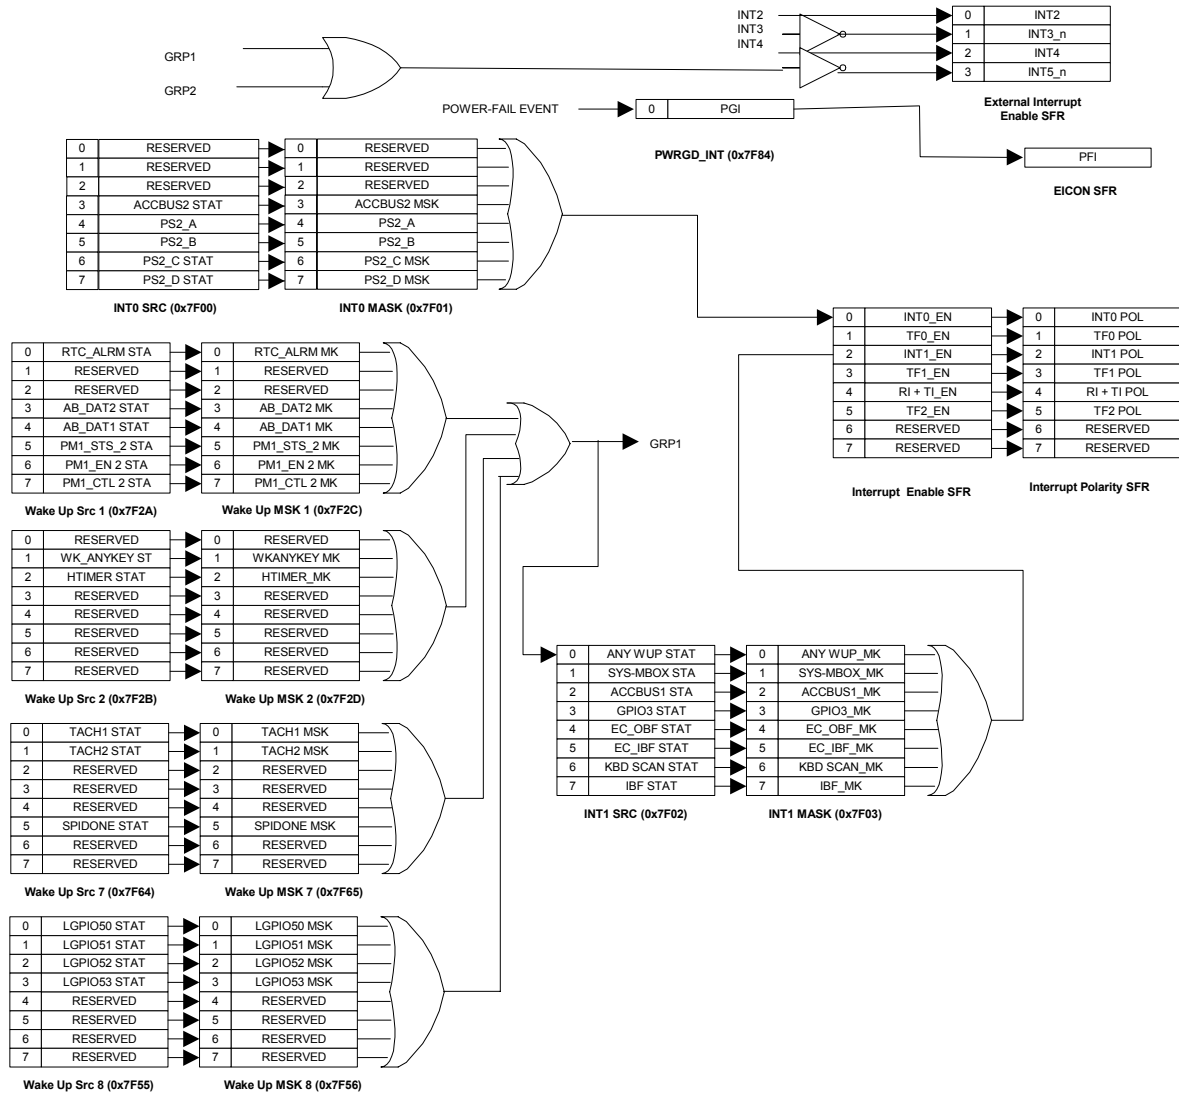 INT2
INT3
INT4
0 INT2
1 INT3_n
2 INT4
3 INT5_n
External Interrupt
Enable SFR
GRP1
GRP2
POWER-FAIL EVENT
0 PGI
PWRGD_INT (0x7F84)
PFI
EICON SFR
0 RESERVED 0 RESERVED
1 RESERVED 1 RESERVED
2 RESERVED 2 RESERVED
3 ACCBUS2 STAT 3 ACCBUS2 MSK
4 PS2_A 4 PS2_A
5 PS2_B 5 PS2_B
6 PS2_C STAT 6 PS2_C MSK
7 PS2_D STAT 7 PS2_D MSK
INT0 SRC (0x7F00) INT0 MASK (0x7F01)
0 INT0_EN 0 INT0 POL
1 TF0_EN 1 TF0 POL
2 INT1_EN 2 INT1 POL
3 TF1_EN 3 TF1 POL
4 RI + TI_EN 4 RI + TI POL
5 TF2_EN 5 TF2 POL
6 RESERVED 6 RESERVED
7 RESERVED 7 RESERVED
Interrupt Enable SFR Interrupt Polarity SFR
0 RTC_ALRM STA 0 RTC_ALRM MK
1 RESERVED 1 RESERVED
2 RESERVED 2 RESERVED
3 AB_DAT2 STAT 3 AB_DAT2 MK
4 AB_DAT1 STAT 4 AB_DAT1 MK
5 PM1_STS_2 STA 5 PM1_STS_2 MK
6 PM1_EN 2 STA 6 PM1_EN 2 MK
7 PM1_CTL 2 STA 7 PM1_CTL 2 MK
Wake Up Src 1 (0x7F2A) Wake Up MSK 1 (0x7F2C)
GRP1
0 RESERVED 0 RESERVED
1 WK_ANYKEY ST 1 WKANYKEY MK
2 HTIMER STAT 2 HTIMER_MK
3 RESERVED 3 RESERVED
4 RESERVED 4 RESERVED
5 RESERVED 5 RESERVED
6 RESERVED 6 RESERVED
7 RESERVED 7 RESERVED
Wake Up Src 2 (0x7F2B) Wake Up MSK 2 (0x7F2D)
0 ANY WUP STAT 0 ANY WUP_MK
1 SYS-MBOX STA 1 SYS-MBOX_MK
2 ACCBUS1 STA 2 ACCBUS1_MK
3 GPIO3 STAT 3 GPIO3_MK
4 EC_OBF STAT 4 EC_OBF_MK
5 EC_IBF STAT 5 EC_IBF_MK
6 KBD SCAN STAT 6 KBD SCAN_MK
7 IBF STAT 7 IBF_MK
INT1 SRC (0x7F02) INT1 MASK (0x7F03)
0 TACH1 STAT 0 TACH1 MSK
1 TACH2 STAT 1 TACH2 MSK
2 RESERVED 2 RESERVED
3 RESERVED 3 RESERVED
4 RESERVED 4 RESERVED
5 SPIDONE STAT 5 SPIDONE MSK
6 RESERVED 6 RESERVED
7 RESERVED 7 RESERVED
Wake Up Src 7 (0x7F64) Wake Up MSK 7 (0x7F65)
0 LGPIO50 STAT 0 LGPIO50 MSK
1 LGPIO51 STAT 1 LGPIO51 MSK
2 LGPIO52 STAT 2 LGPIO52 MSK
3 LGPIO53 STAT 3 LGPIO53 MSK
4 RESERVED 4 RESERVED
5 RESERVED 5 RESERVED
6 RESERVED 6 RESERVED
7 RESERVED 7 RESERVED
Wake Up Src 8 (0x7F55) Wake Up MSK 8 (0x7F56)